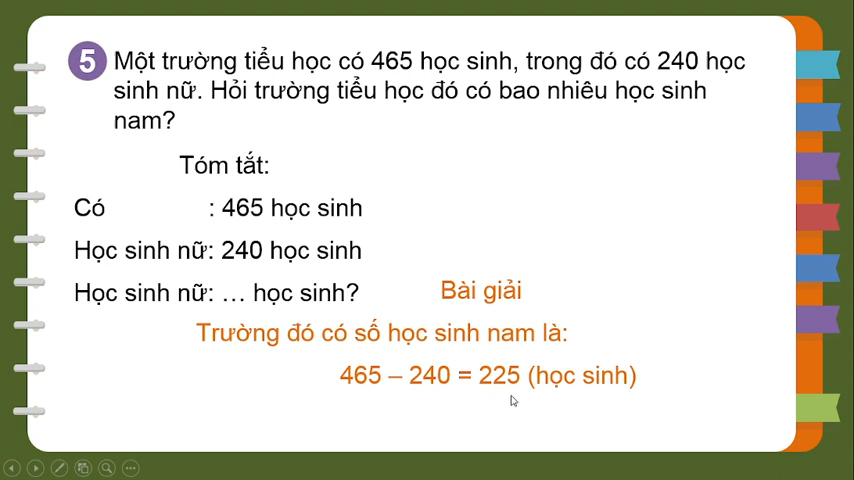 5 Một trường tiểu học có 465 học sinh, trong đó có 240 học
sinh nữ. Hỏi trường tiểu học đó có bao nhiêu học sinh
nam?
Tóm tắt:
Có : 465 học sinh
Học sinh nữ: 240 học sinh
Học sinh nữ: … học sinh?
Bài giải
Trường đó có số học sinh nam là:
465 – 240 = 225 (học sinh)